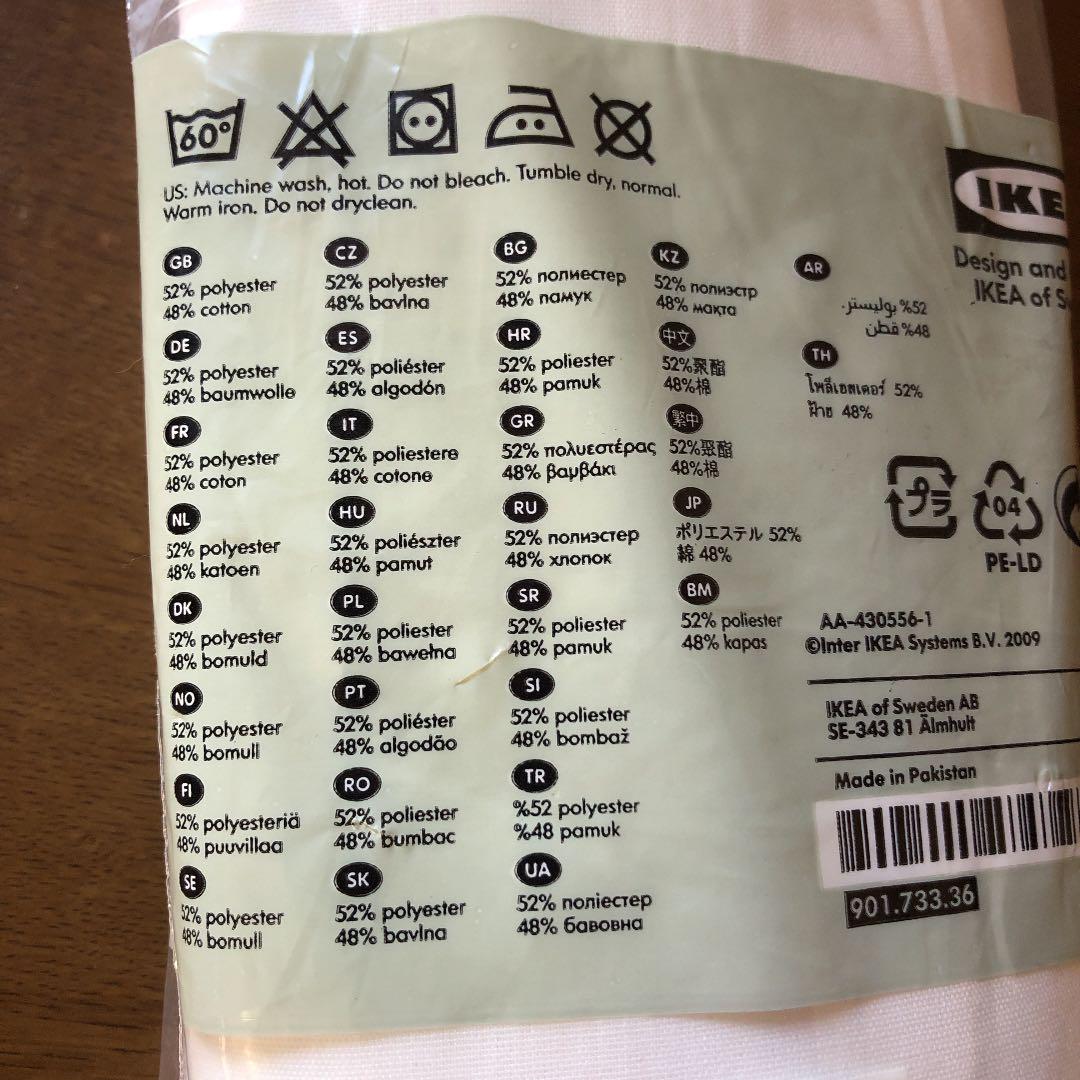 60°
US: Machine wash, hot. Do not bleach. Tumble dry, normal.
Warm iron. Do not dryclean.
GB
52% polyester
48% cotton
DE
52% polyester
48% baumwolle
FR
52% polyester
48% coton
NL
52% polyester
48% katoen
DK
52% polyester
48% bomuld
NO
52% polyester
48% bomull
FI
52% polyesteriä
48% puuvillaa
SE
52% polyester
48% bomull
CZ
52% polyester
48% bavlna
ES
52% poliéster
48% algodón
IT
52% poliestere
48% cotone
HU
52% poliészter
48% pamut
PL
52% poliester
48% bawełna
PT
52% poliéster
48% algodão
RO
52% poliester
48% bumbac
SK
52% polyester
48% bavlna
BG
52% полиестер
48% памук
HR
52% poliester
48% pamuk
GR
52% πολυεστέρας
48% βαμβάκι
RU
52% полиэстер
48% хлопок
SR
52% poliester
48% pamuk
SI
52% poliester
48% bombaž
TR
%52 polyester
%48 pamuk
UA
52% поліестер
48% бавовна
KZ
52% полиэстр
48% мақта
中文
52%聚酯
48%棉
繁中
52%聚酯
48%棉
JP
ポリエステル 52%
綿 48%
BM
52% poliester
48% kapas
AR
52% بوليستر.
48% قطن
TH
โพลีเอสเตอร์ 52%
ฝ้าย 48%
IKE
Design and
IKEA of S
プラ
04
PE-LD
AA-430556-1
©Inter IKEA Systems B.V. 2009
IKEA of Sweden AB
SE-343 81 Älmhult
Made in Pakistan
901.733.36